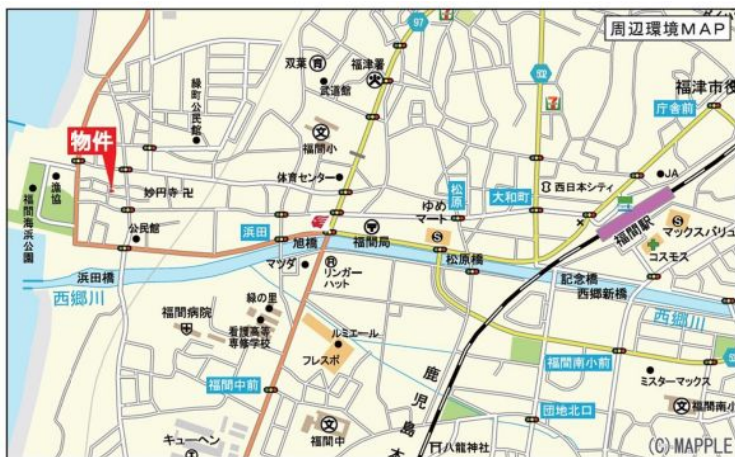 周辺環境MAP
97
双葉
育
福津署
武道館
502
福津市役
庁舎前
緑町公民館
文
福間小
物件
体育センター
松原
大和町
西日本シティ
JA
漁協
妙円寺
ゆめ
マート
福間駅
マックスバリュ
福間海浜公園
公民館
浜田
旭橋
福間局
S
松原橋
コスモス
浜田橋
マツダ
リンガー
ハット
記念橋
西郷新橋
西郷川
西郷川
緑の里
福間病院
看護高等
専修学校
ルミエール
フレスポ
福間南小前
ミスターマックス
福間中前
鹿児島本
団地北口
文
福間南小
キューヘン
文
福間中
八龍神社
(C)MAPPLE